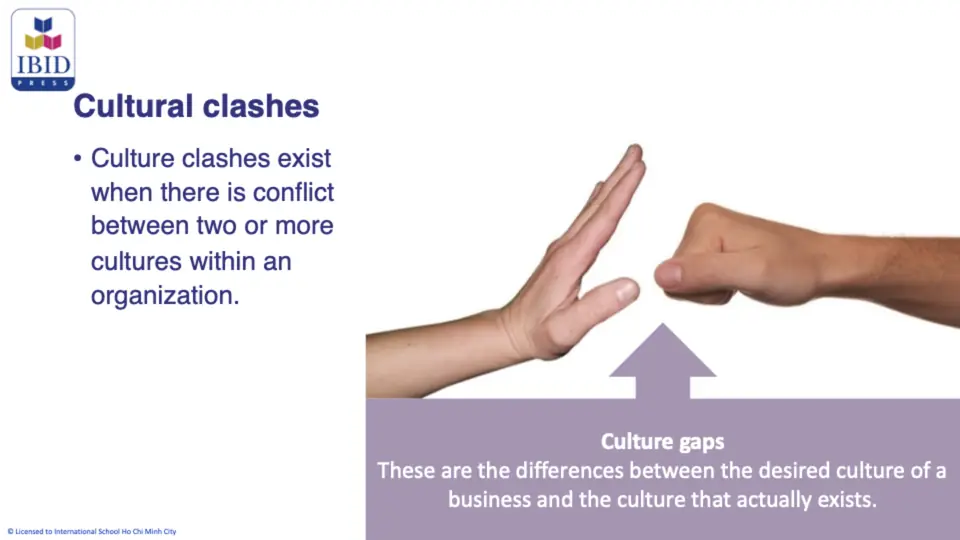 IBID
PRESS
Cultural clashes
• Culture clashes exist
when there is conflict
between two or more
cultures within an
organization.
Culture gaps
These are the differences between the desired culture of a
business and the culture that actually exists.
© Licensed to International School Ho Chi Minh City